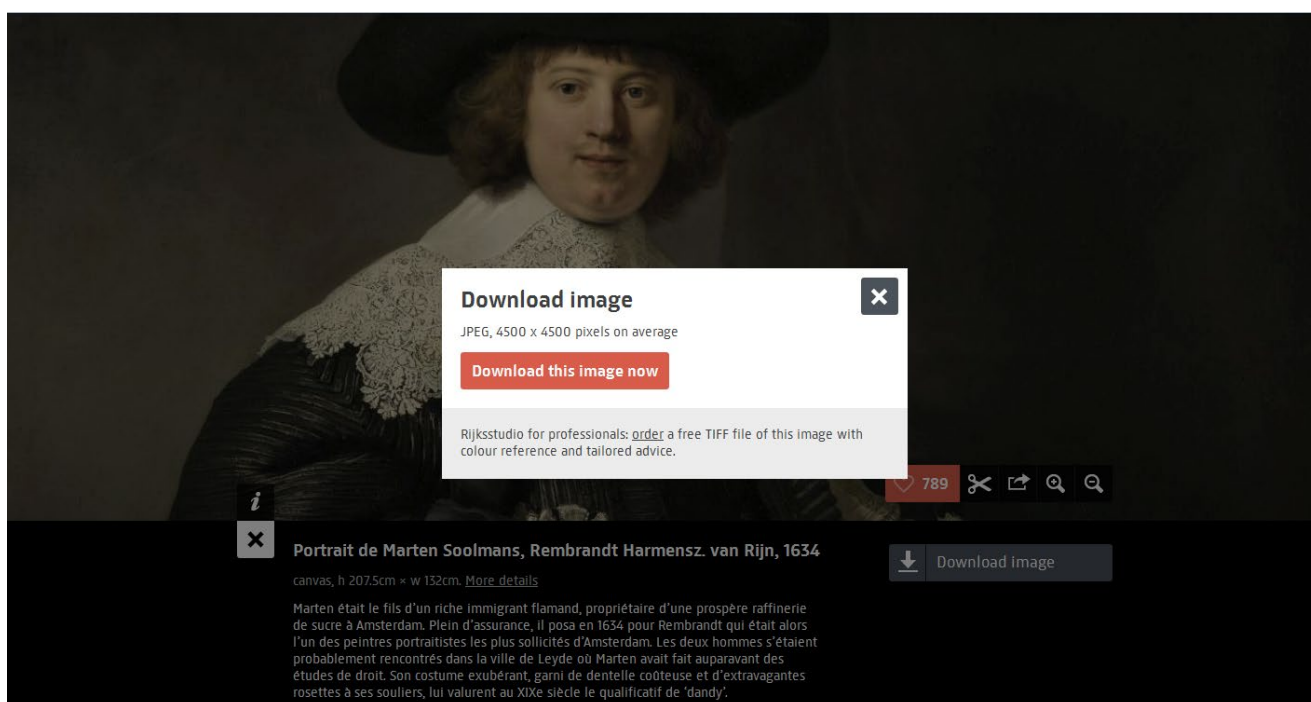 Download image
JPEG, 4500 x 4500 pixels on average
Download this image now
Rijksstudio for professionals: order a free TIFF file of this image with
colour reference and tailored advice.
789
i
Portrait de Marten Soolmans, Rembrandt Harmensz. van Rijn, 1634
Download image
canvas, h 207.5cm × w 132cm. More details
Marten était le fils d'un riche immigrant flamand, propriétaire d'une prospère raffinerie
de sucre à Amsterdam. Plein d'assurance, il posa en 1634 pour Rembrandt qui était alors
l'un des peintres portraitistes les plus sollicités d'Amsterdam. Les deux hommes s'étaient
probablement rencontrés dans la ville de Leyde où Marten avait fait auparavant des
études de droit. Son costume exubérant, garni de dentelle coûteuse et d'extravagantes
rosettes à ses souliers, lui valurent au XIXe siècle le qualificatif de 'dandy'.